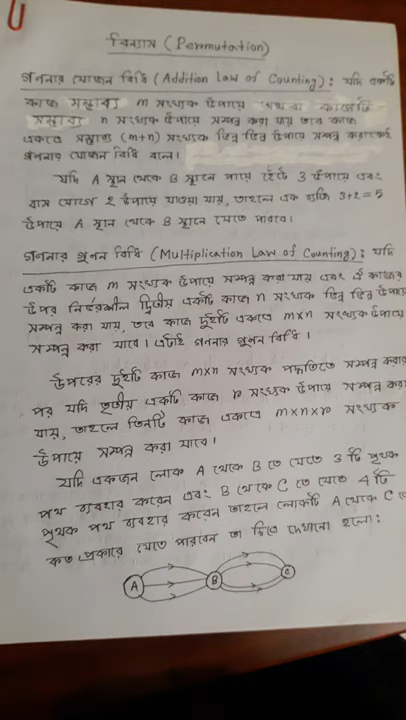 বিন্যাস (Permutation)
গণনার যোজন বিধি (Addition Law of Counting): যদি একটি
কাজ সম্ভাব্য m সংখ্যক উপায়ে অথবা কাজটি
সম্ভাব্য n সংখ্যক উপায়ে সম্পন্ন করা যায় তবে কাজ
একত্রে সম্ভাব্য (m+n) সংখ্যক ভিন্ন ভিন্ন উপায়ে সম্পন্ন করাকেই
গণনার যোজন বিধি বলে।
যদি A স্থান থেকে B স্থানে পায়ে হেঁটে 3 উপায়ে এবং
বাস যোগে 2 উপায়ে যাওয়া যায়, তাহলে এক ব্যক্তি 3+2=5
উপায়ে A স্থান থেকে B স্থানে যেতে পারবে।
গণনার গুণন বিধি (Multiplication Law of Counting): যদি
একটি কাজ m সংখ্যক উপায়ে সম্পন্ন করা যায় এবং ঐ কাজের
উপর নির্ভরশীল দ্বিতীয় একটি কাজ n সংখ্যক ভিন্ন ভিন্ন উপায়ে
সম্পন্ন করা যায়, তবে কাজ দুইটি একত্রে m×n সংখ্যক উপায়ে
সম্পন্ন করা যাবে। এটাই গণনার গুণন বিধি।
উপরের দুইটি কাজ m×n সংখ্যক পদ্ধতিতে সম্পন্ন করার
পর যদি তৃতীয় একটি কাজ p সংখ্যক উপায়ে সম্পন্ন করা
যায়, তাহলে তিনটি কাজ একত্রে m×n×p সংখ্যক
উপায়ে সম্পন্ন করা যাবে।
যদি একজন লোক A থেকে B তে যেতে 3 টি পৃথক
পথ ব্যবহার করেন এবং B থেকে C তে যেতে 4 টি
পৃথক পথ ব্যবহার করেন তাহলে লোকটি A থেকে C তে
কত প্রকারে যেতে পারবেন তা চিত্রে দেখানো হলো:
A B C